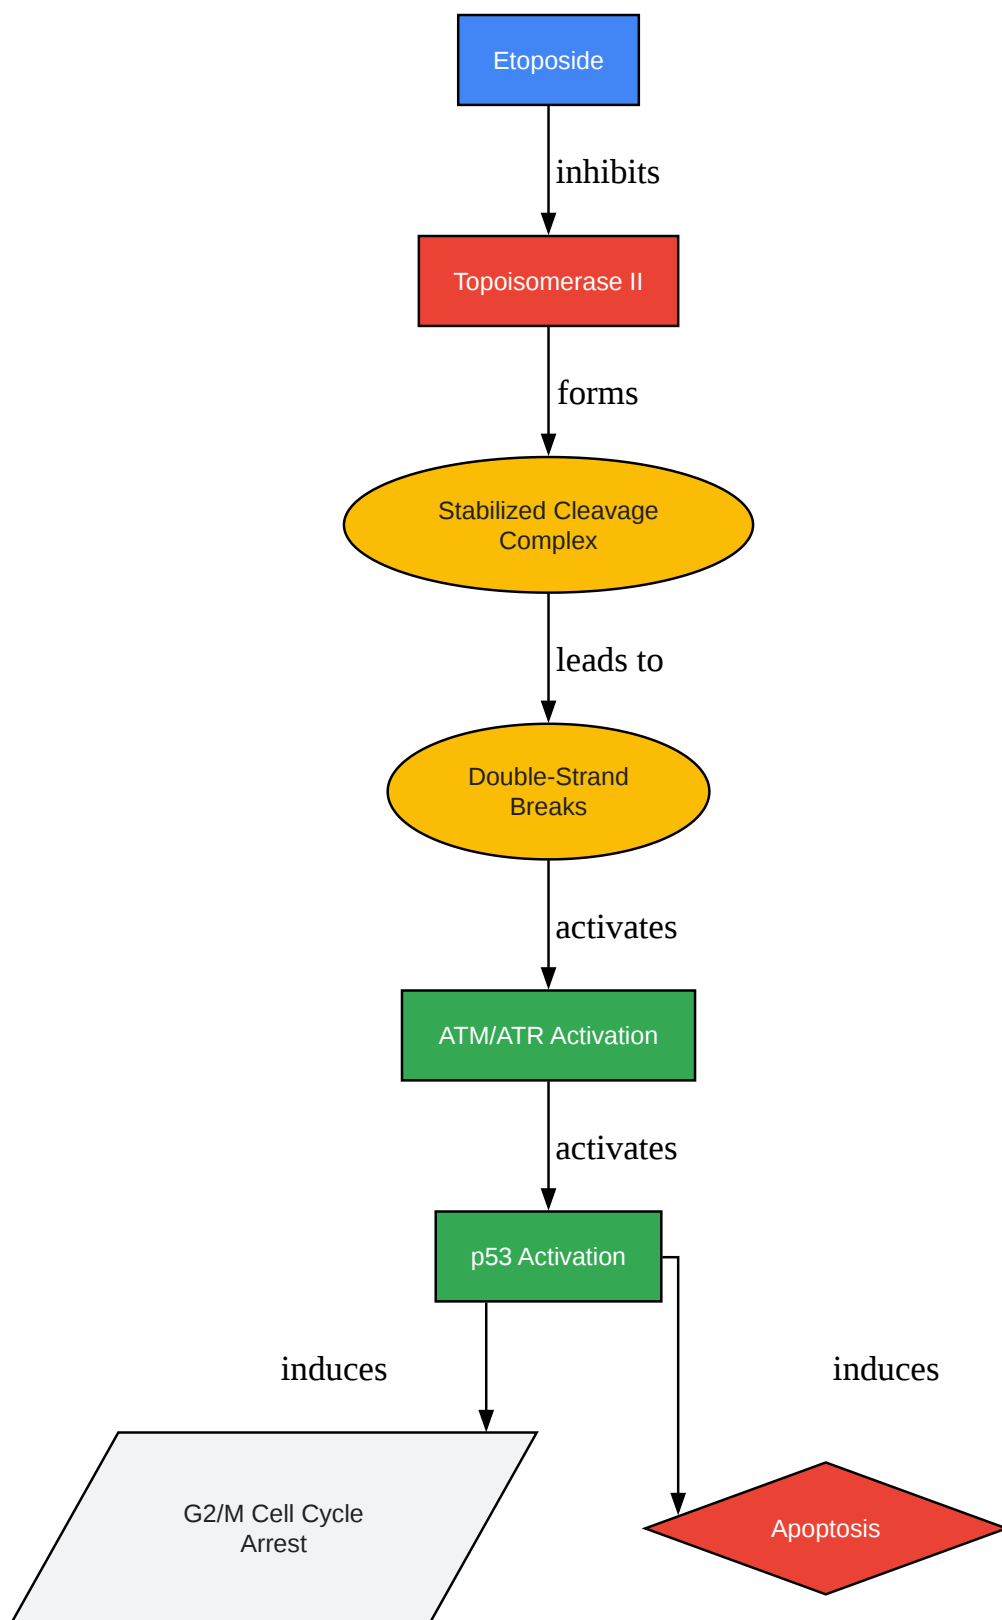 Etoposide
inhibits
Topoisomerase II
forms
Stabilized Cleavage
Complex
leads to
Double-Strand
Breaks
activates
ATM/ATR Activation
activates
p53 Activation
induces
induces
G2/M Cell Cycle
Arrest
Apoptosis